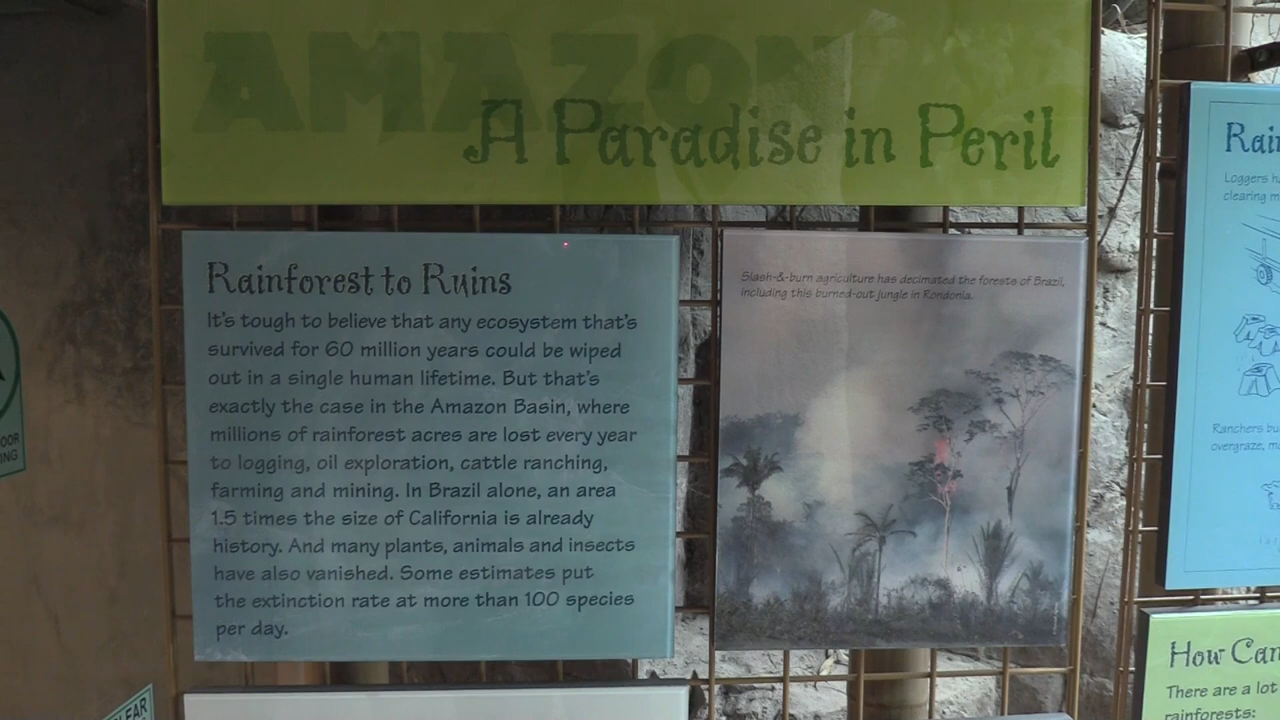 AMAZON
A Paradise in Peril
Rainforest to Ruins
It's tough to believe that any ecosystem that's
survived for 60 million years could be wiped
out in a single human lifetime. But that's
exactly the case in the Amazon Basin, where
millions of rainforest acres are lost every year
to logging, oil exploration, cattle ranching,
farming and mining. In Brazil alone, an area
1.5 times the size of California is already
history. And many plants, animals and insects
have also vanished. Some estimates put
the extinction rate at more than 100 species
per day.
Slash-&-burn agriculture has decimated the forests of Brazil,
including this burned-out jungle in Rondonia.
Loggers
clearing
Ranchers
overgraze,
How Can
There are a lot
rainforests:
CLEAR